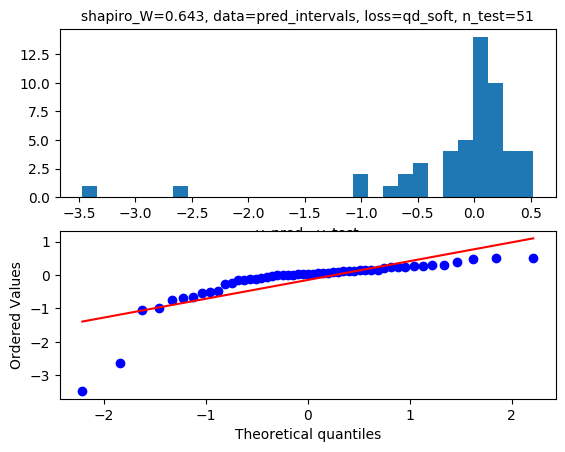 shapiro_W=0.643, data=pred_intervals, loss=qd_soft, n_test=51
12.5
10.0
7.5
5.0
2.5
0.0
−3.5 −3.0 −2.5 −2.0 −1.5 −1.0 −0.5 0.0 0.5
1
0
−1
−2
−3
Ordered Values
−2 −1 0 1 2
Theoretical quantiles